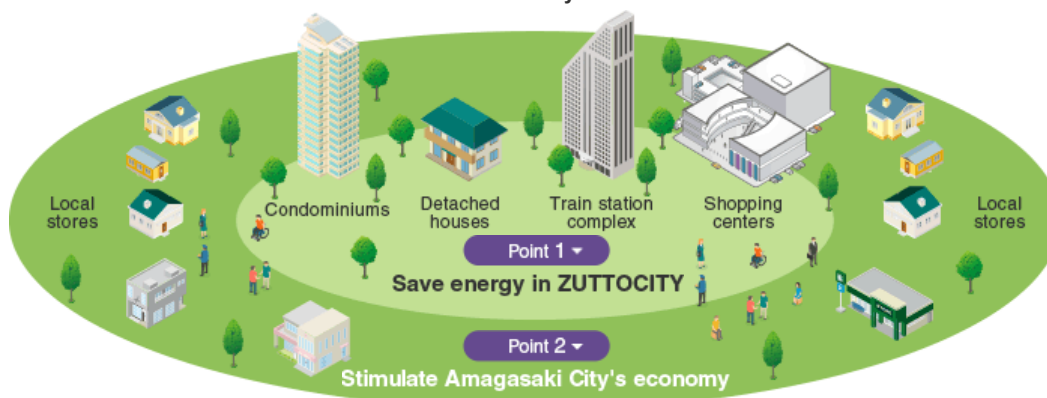 Local
stores
Condominiums
Detached
houses
Train station
complex
Shopping
centers
Local
stores
Point 1
Save energy in ZUTTOCITY
Point 2
Stimulate Amagasaki City's economy